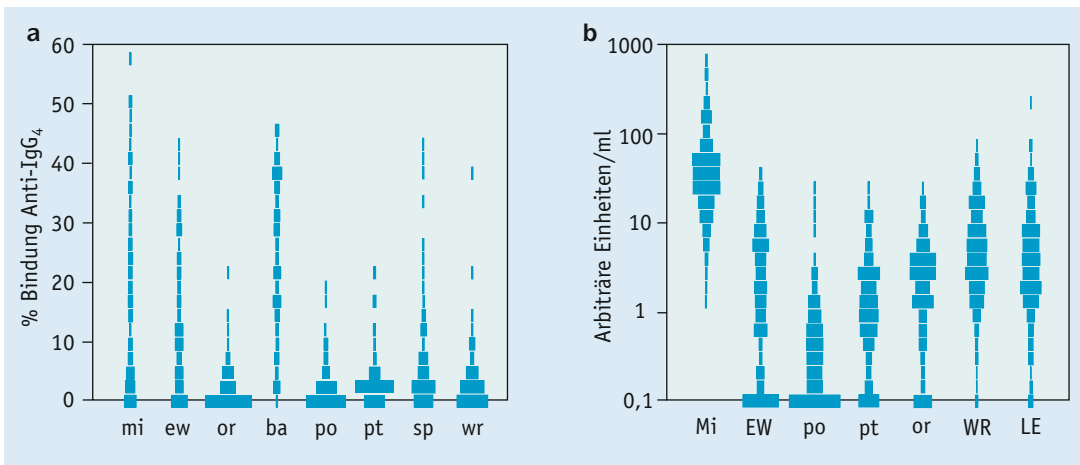 a
% Bindung Anti-IgG₄
60
50
40
30
20
10
0
mi ew or ba po pt sp wr
b
Arbiträre Einheiten/ml
1000
100
10
1
0,1
Mi EW po pt or WR LE